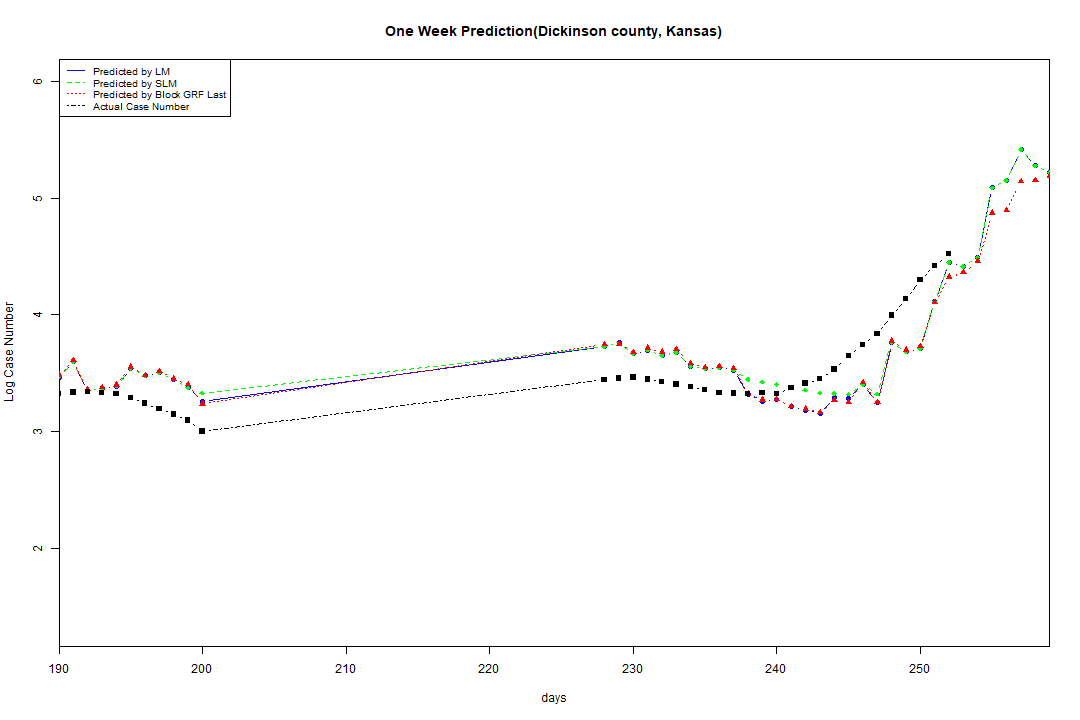 One Week Prediction(Dickinson county, Kansas)
Predicted by LM
Predicted by SLM
Predicted by Block GRF Last
Actual Case Number
6
5
4
3
2
Log Case Number
190 200 210 220 230 240 250
days